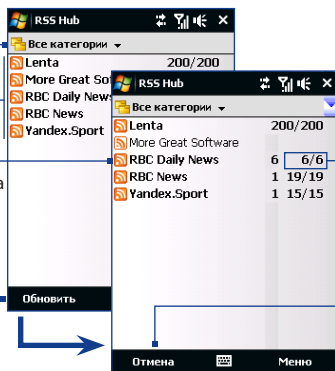 RSS Hub
Все категории
Lenta 200/200
More Great Sof
RBC Daily News
RBC News
Yandex.Sport
а
Обновить
RSS Hub
Все категории
Lenta 200/200
More Great Software
RBC Daily News 6 6/6
RBC News 1 19/19
Yandex.Sport 1 15/15
Отмена Меню